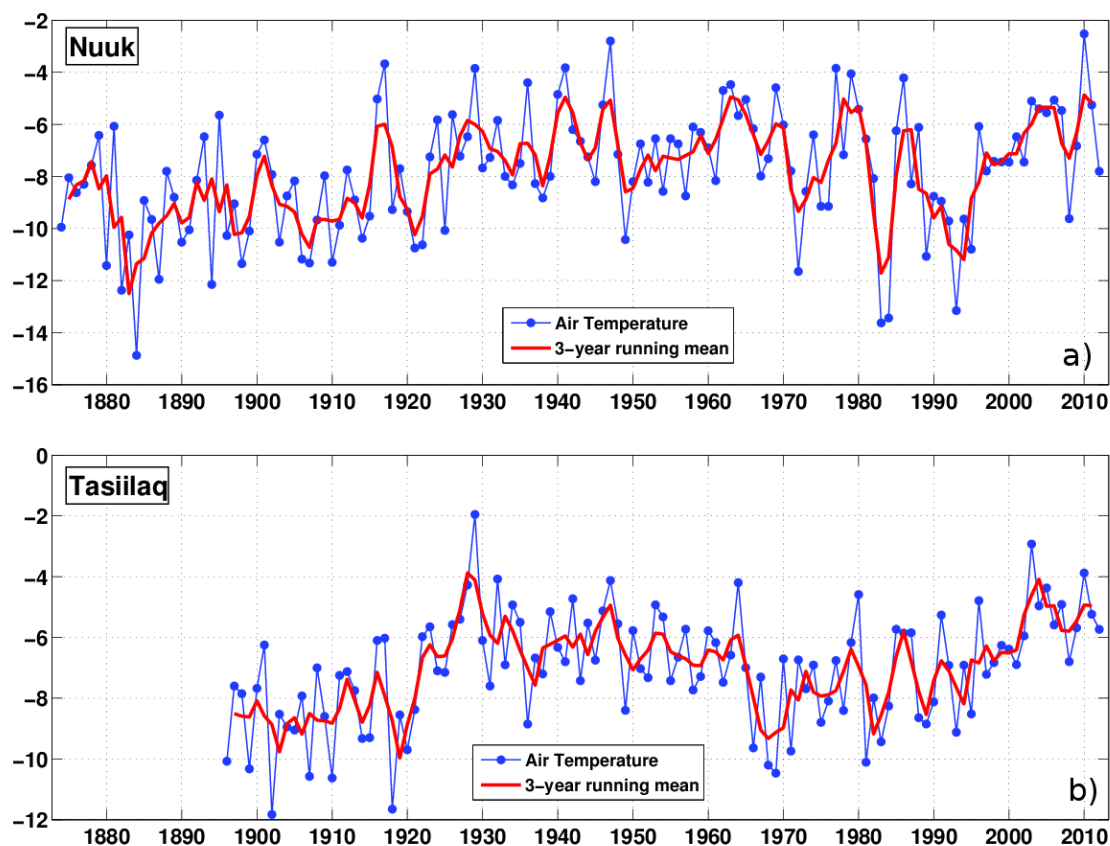 −2
Nuuk
−4
−6
−8
−10
−12
Air Temperature
3−year running mean
−14
a)
−16
1880 1890 1900 1910 1920 1930 1940 1950 1960 1970 1980 1990 2000 2010
0
Tasiilaq
−2
−4
−6
−8
−10
Air Temperature
3−year running mean
b)
−12
1880 1890 1900 1910 1920 1930 1940 1950 1960 1970 1980 1990 2000 2010